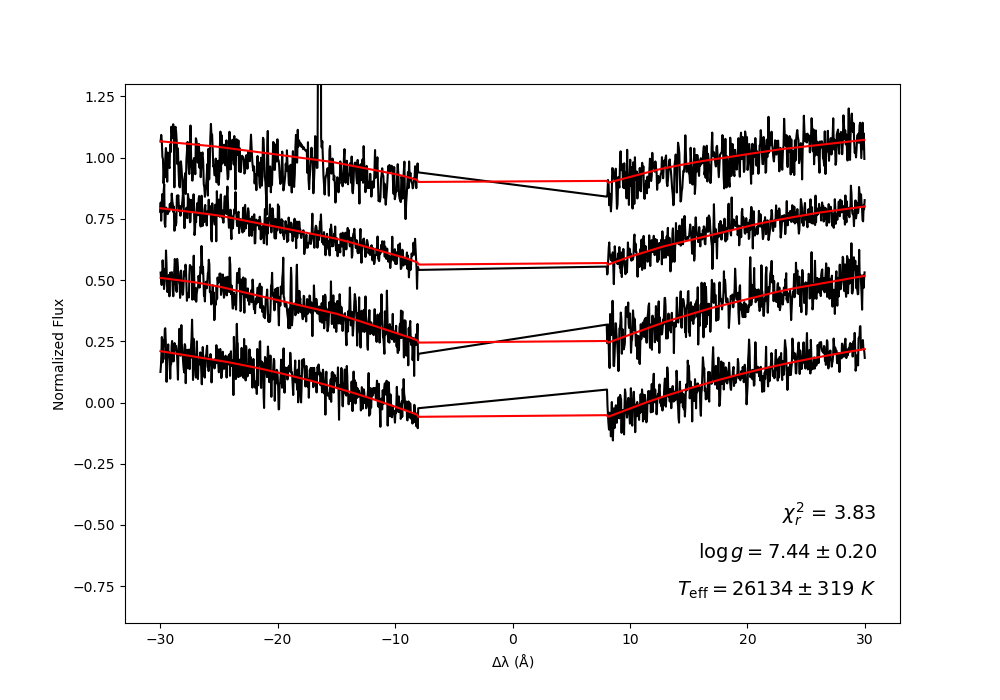 1.25
1.00
0.75
0.50
0.25
0.00
−0.25
−0.50
−0.75
Normalized Flux
χ²ᵣ = 3.83
log g = 7.44 ± 0.20
T_eff = 26134 ± 319 K
−30 −20 −10 0 10 20 30
Δλ (Å)